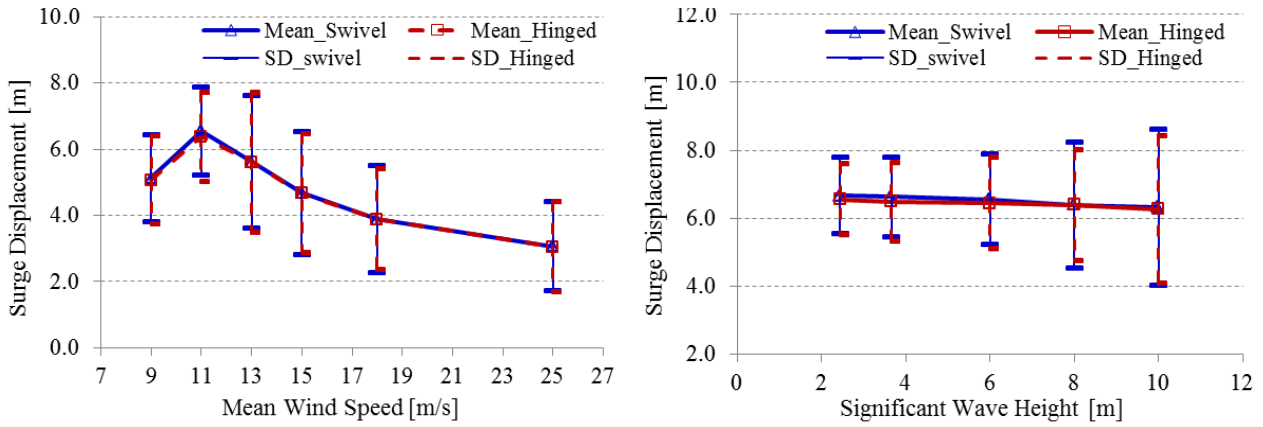 Mean_Swivel Mean_Hinged
SD_swivel SD_Hinged
Surge Displacement [m]
10.0
8.0
6.0
4.0
2.0
0.0
7 9 11 13 15 17 19 21 23 25 27
Mean Wind Speed [m/s]
Mean_Swivel Mean_Hinged
SD_swivel SD_Hinged
Surge Displacement [m]
12.0
10.0
8.0
6.0
4.0
2.0
0 2 4 6 8 10 12
Significant Wave Height [m]